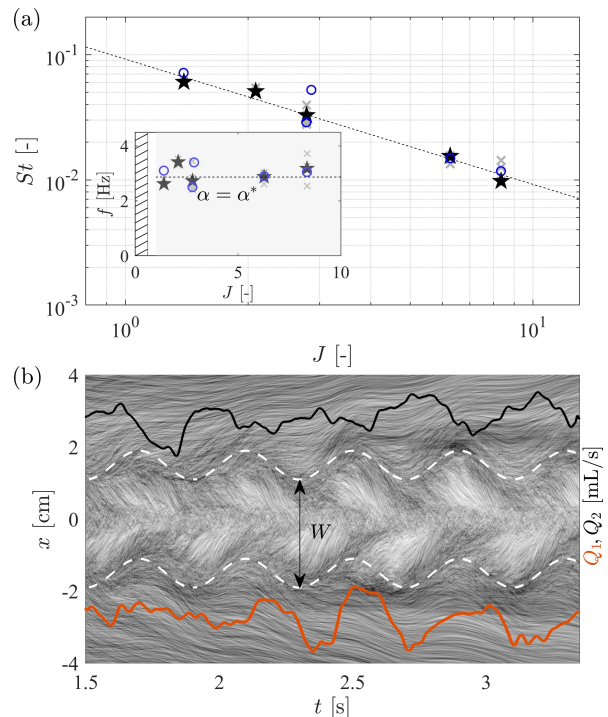 (a)
10^-1
10^-2
10^-3
St [-]
4
2
0
f [Hz]
α = α*
0
5
10
J [-]
10^0
10^1
J [-]
(b)
4
2
0
-2
-4
x [cm]
W
Q_1, Q_2 [mL/s]
1.5
2
2.5
3
t [s]